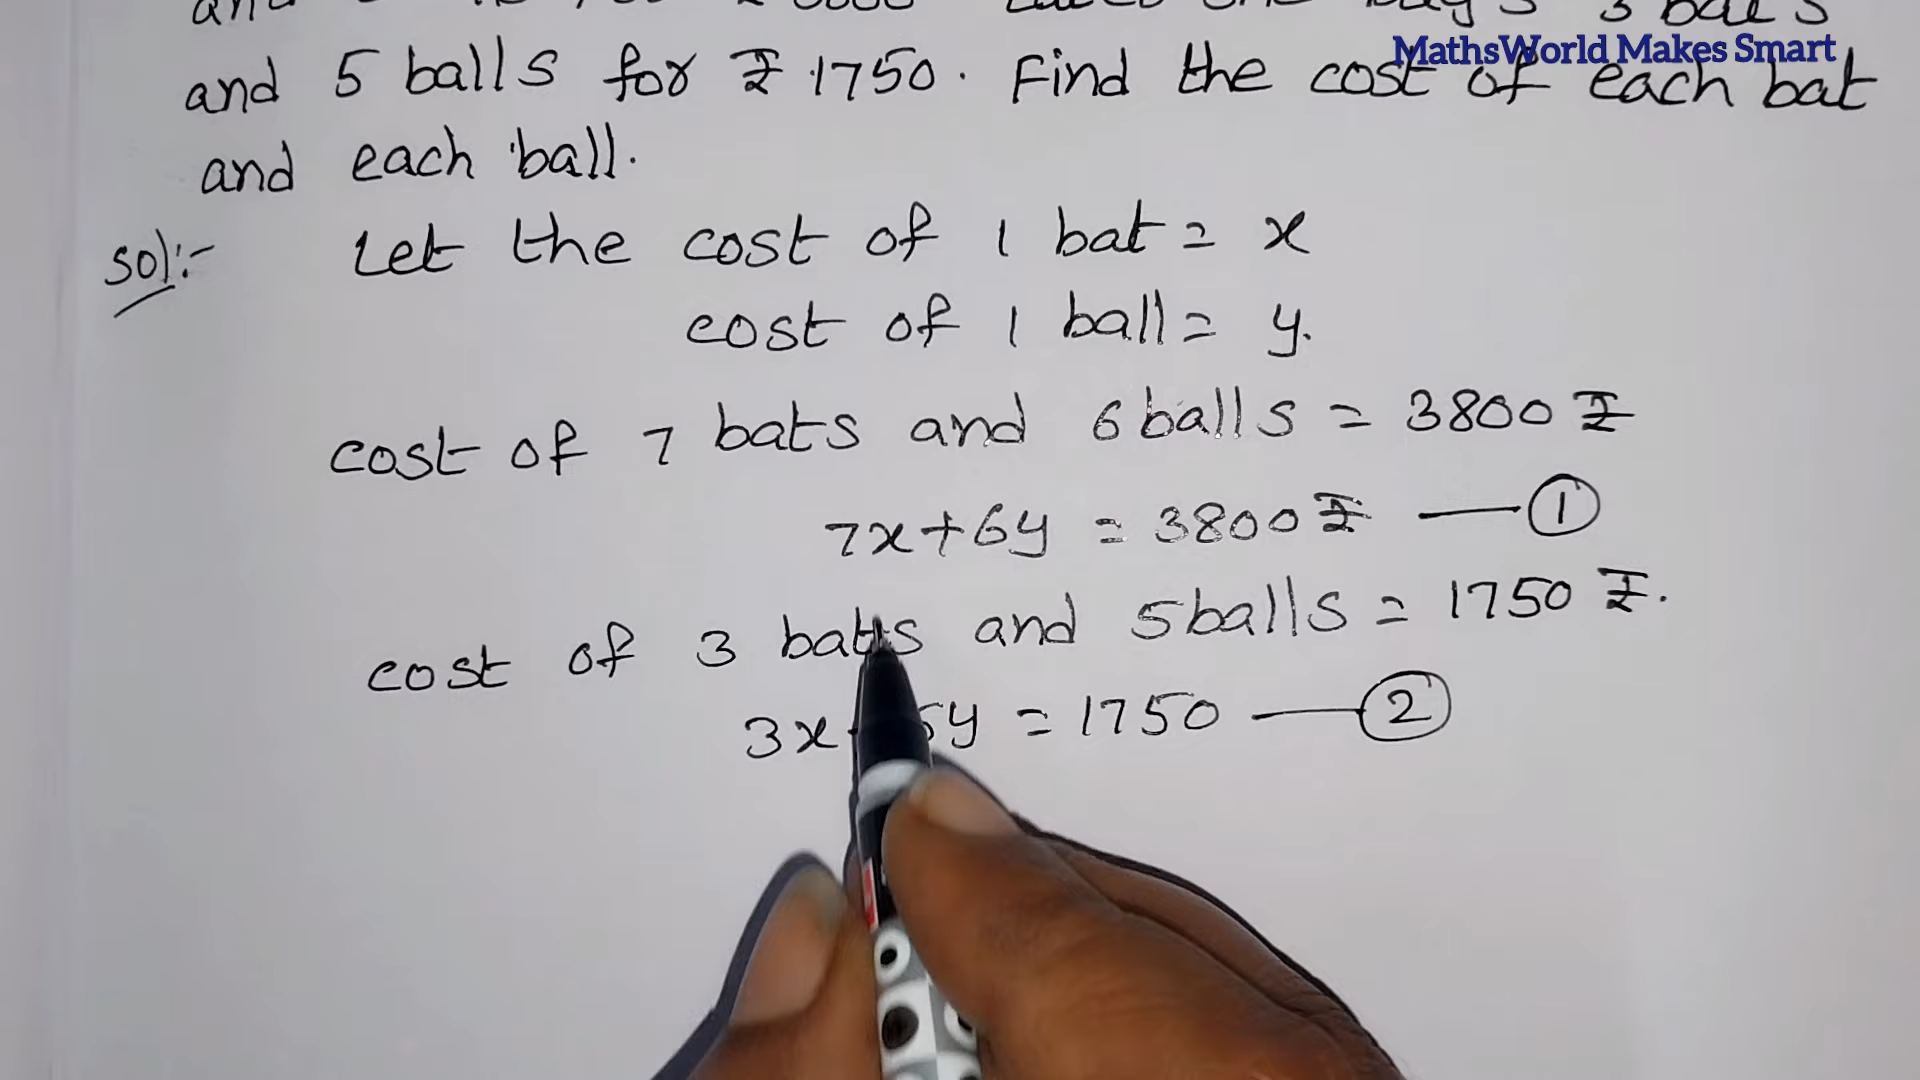 MathsWorld Makes Smart
and 5 balls for ₹ 1750. Find the cost of each bat
and each ball.
Sol:- Let the cost of 1 bat = x
cost of 1 ball = y.
cost of 7 bats and 6 balls = 3800 ₹
7x+6y = 3800 ₹ — ①
cost of 3 bats and 5 balls = 1750 ₹.
3x 5y = 1750 — ②